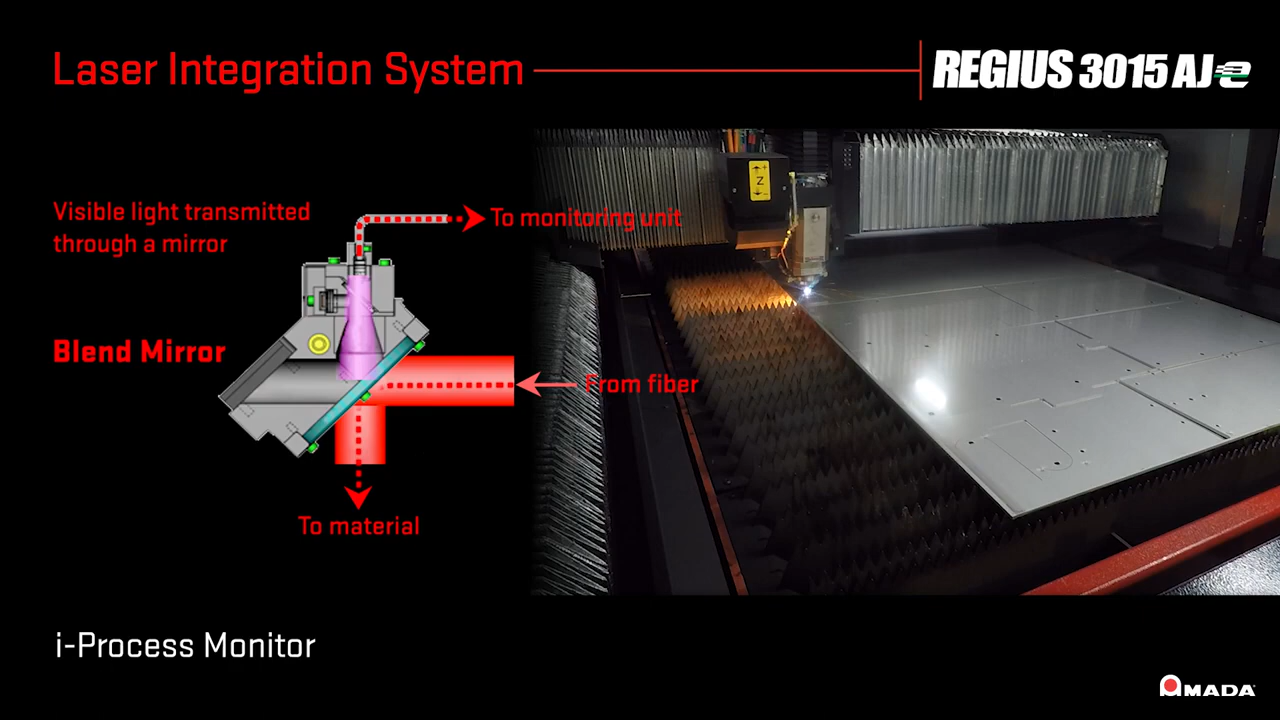 Laser Integration System
REGIUS 3015 AJ e
Z
Visible light transmitted
through a mirror
To monitoring unit
Blend Mirror
From fiber
To material
i-Process Monitor
AMADA